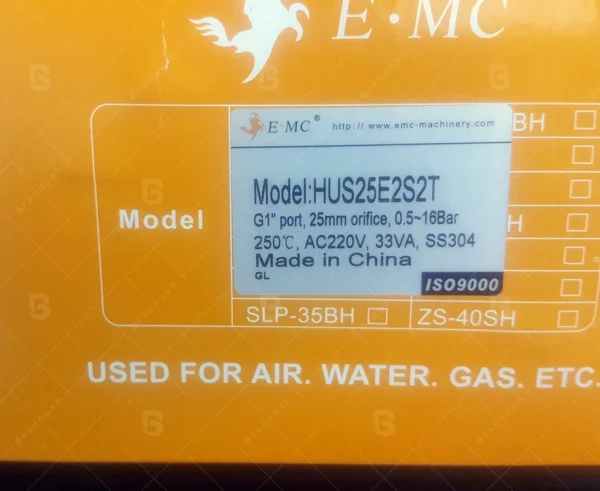 E·MC
BH
E·MC®
http://www.emc-machinery.com
Model:HUS25E2S2T
G1" port, 25mm orifice, 0.5~16Bar
250℃, AC220V, 33VA, SS304
Made in China
GL
ISO9000
Model
H
SLP-35BH
ZS-40SH
USED FOR AIR. WATER. GAS. ETC.